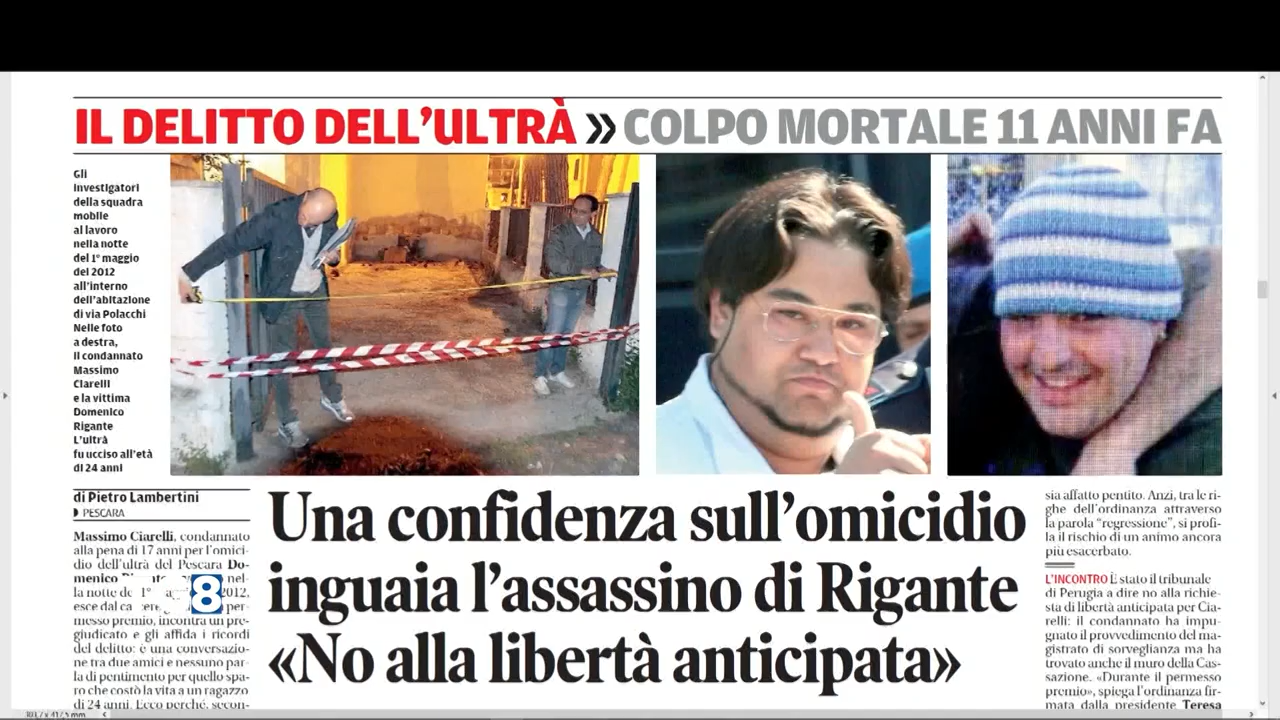 IL DELITTO DELL'ULTRÀ » COLPO MORTALE 11 ANNI FA
Gli
investigatori
della squadra
mobile
al lavoro
nella notte
del 1° maggio
del 2012
all'interno
dell'abitazione
di via Polacchi
Nelle foto
a destra,
il condannato
Massimo
Ciarelli
e la vittima
Domenico
Rigante
L'ultrà
fu ucciso all'età
di 24 anni
di Pietro Lambertini
PESCARA
Massimo Ciarelli, condannato
alla pena di 17 anni per l'omici-
dio dell'ultrà del Pescara Do-
menico nel-
la notte del 1° 2012,
esce dal per-
messo premio, incontra un pre-
giudicato e gli affida i ricordi
del delitto: è una conversazio-
ne tra due amici e nessuno par-
la di pentimento per quello spa-
ro che costò la vita a un ragazzo
di 24 anni. Ecco perché, secon-
8
Una confidenza sull'omicidio
inguaia l'assassino di Rigante
«No alla libertà anticipata»
sia affatto pentito. Anzi, tra le ri-
ghe dell'ordinanza attraverso
la parola “regressione”, si profi-
la il rischio di un animo ancora
più esacerbato.
L'INCONTRO È stato il tribunale
di Perugia a dire no alla richie-
sta di libertà anticipata per Cia-
relli: il condannato ha impu-
gnato il provvedimento del ma-
gistrato di sorveglianza ma ha
trovato anche il muro della Cas-
sazione. «Durante il permesso
premio», spiega l'ordinanza fir-
mata dalla presidente Teresa